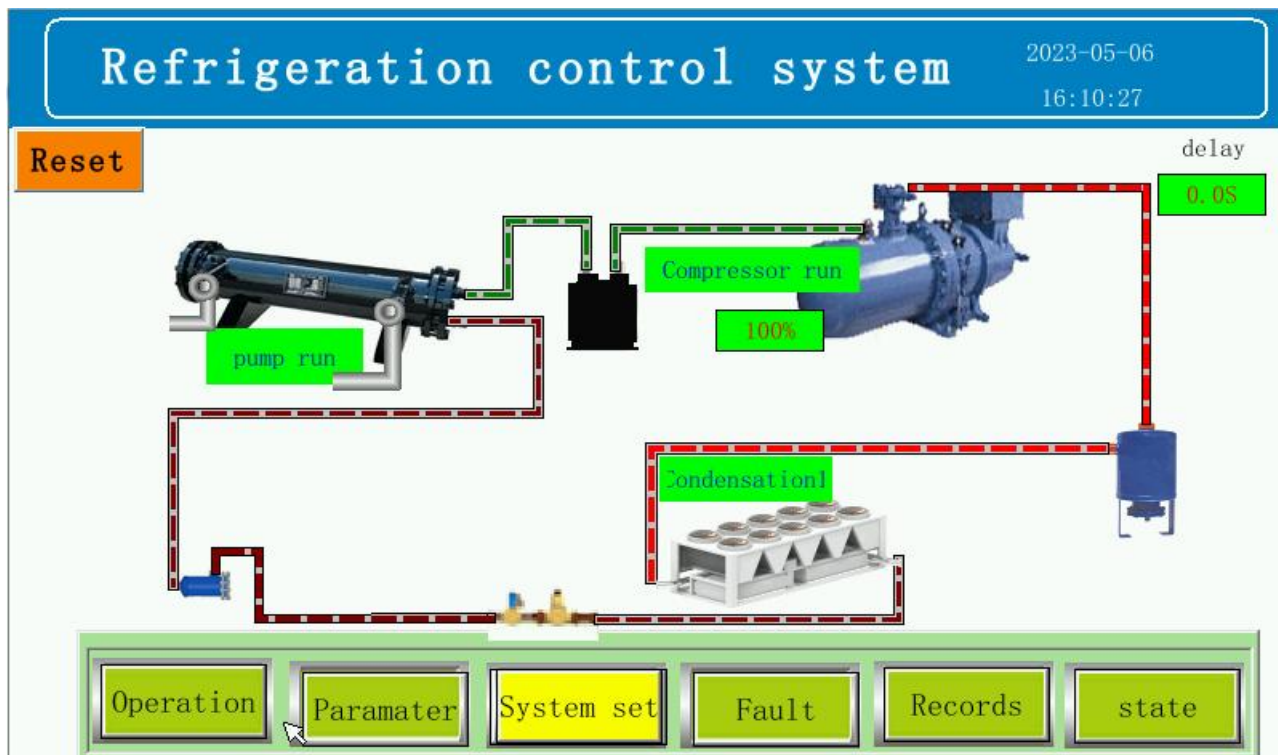 Refrigeration control system
2023-05-06
16:10:27
Reset
delay
0.0S
Compressor run
100%
pump run
Condensation1
Operation
Paramater
System set
Fault
Records
state